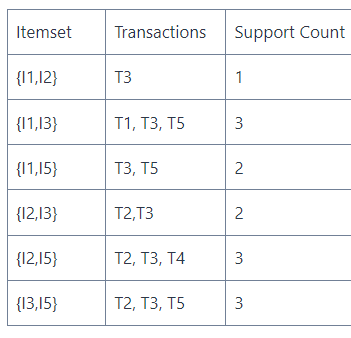 Itemset Transactions Support Count
{I1,I2} T3 1
{I1,I3} T1, T3, T5 3
{I1,I5} T3, T5 2
{I2,I3} T2,T3 2
{I2,I5} T2, T3, T4 3
{I3,I5} T2, T3, T5 3